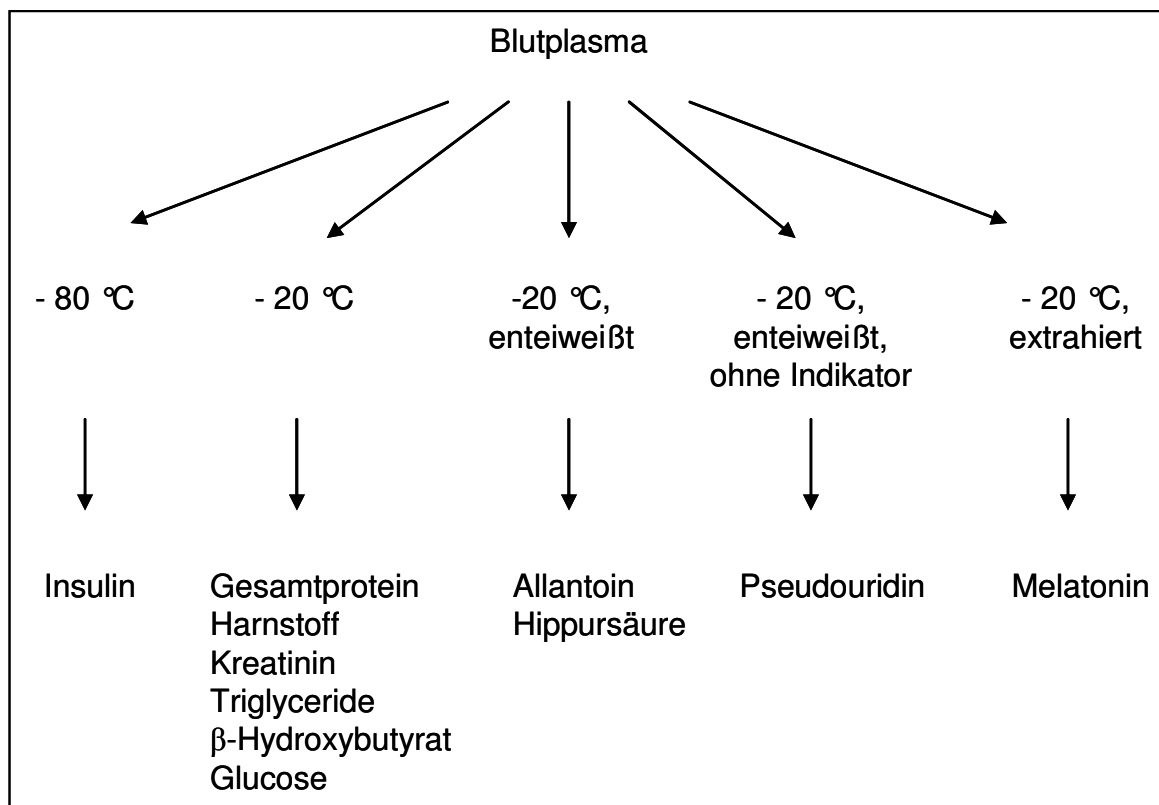 Blutplasma
- 80 °C
- 20 °C
-20 °C,
enteiweißt
- 20 °C,
enteiweißt,
ohne Indikator
- 20 °C,
extrahiert
Insulin
Gesamtprotein
Harnstoff
Kreatinin
Triglyceride
β-Hydroxybutyrat
Glucose
Allantoin
Hippursäure
Pseudouridin
Melatonin